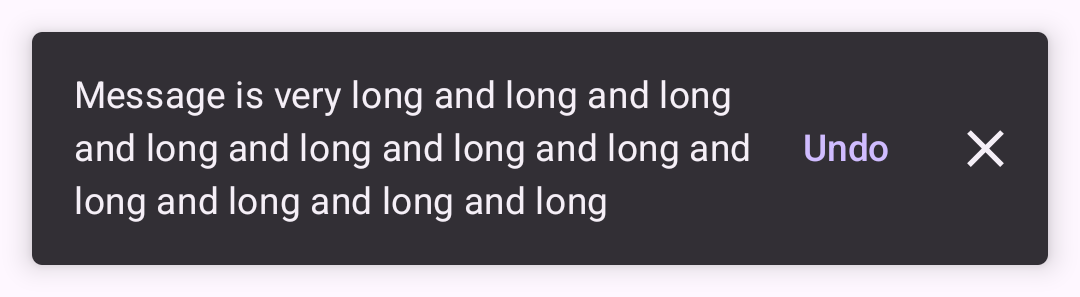 Message is very long and long and long
and long and long and long and long and
long and long and long and long
Undo